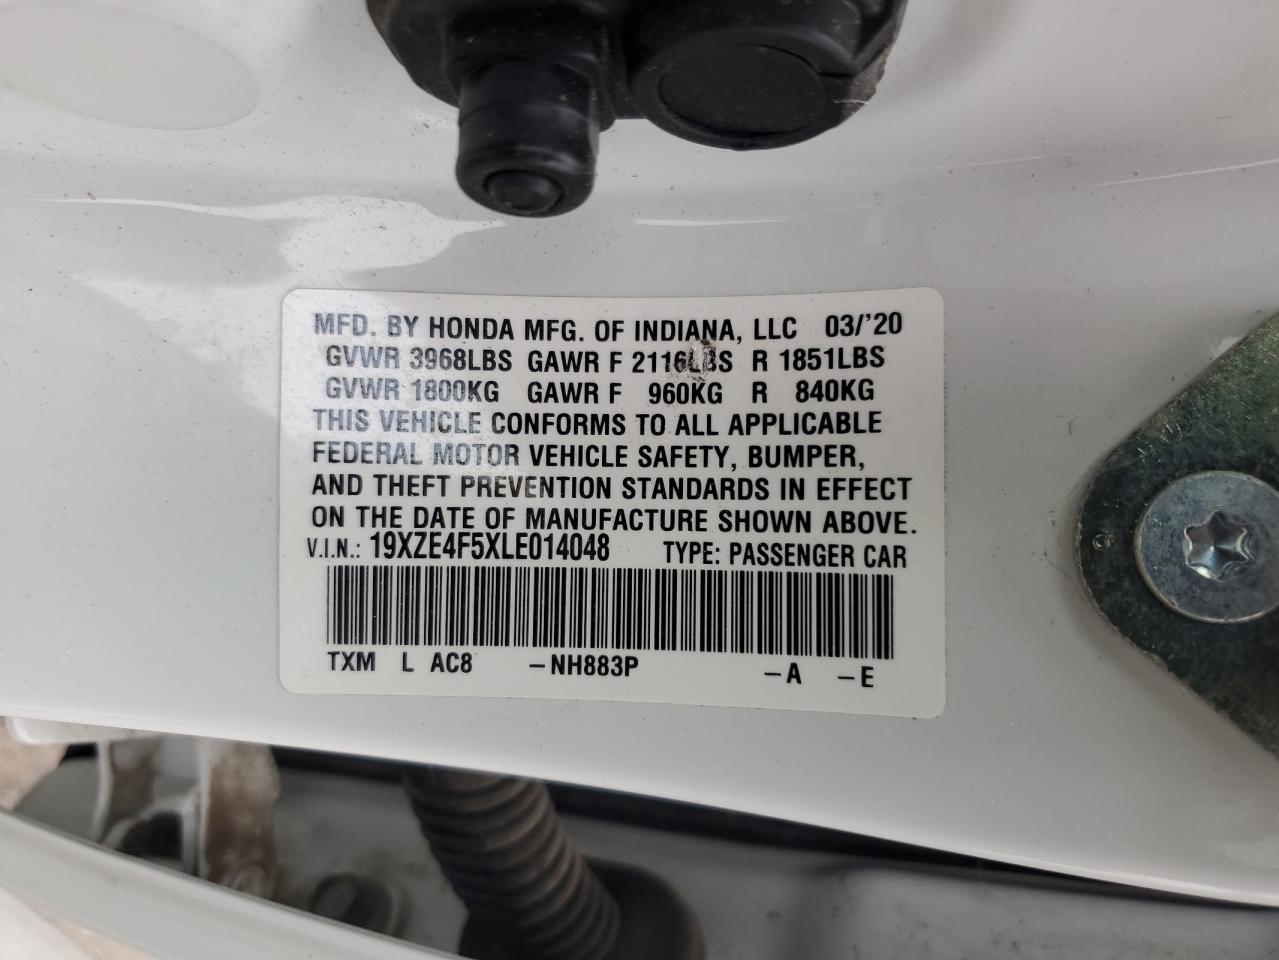 MFD. BY HONDA MFG. OF INDIANA, LLC 03/'20
GVWR 3968LBS GAWR F 2116LBS R 1851LBS
GVWR 1800KG GAWR F 960KG R 840KG
THIS VEHICLE CONFORMS TO ALL APPLICABLE
FEDERAL MOTOR VEHICLE SAFETY, BUMPER,
AND THEFT PREVENTION STANDARDS IN EFFECT
ON THE DATE OF MANUFACTURE SHOWN ABOVE.
V.I.N.: 19XZE4F5XLE014048 TYPE: PASSENGER CAR
TXM L AC8 -NH883P -A -E
9